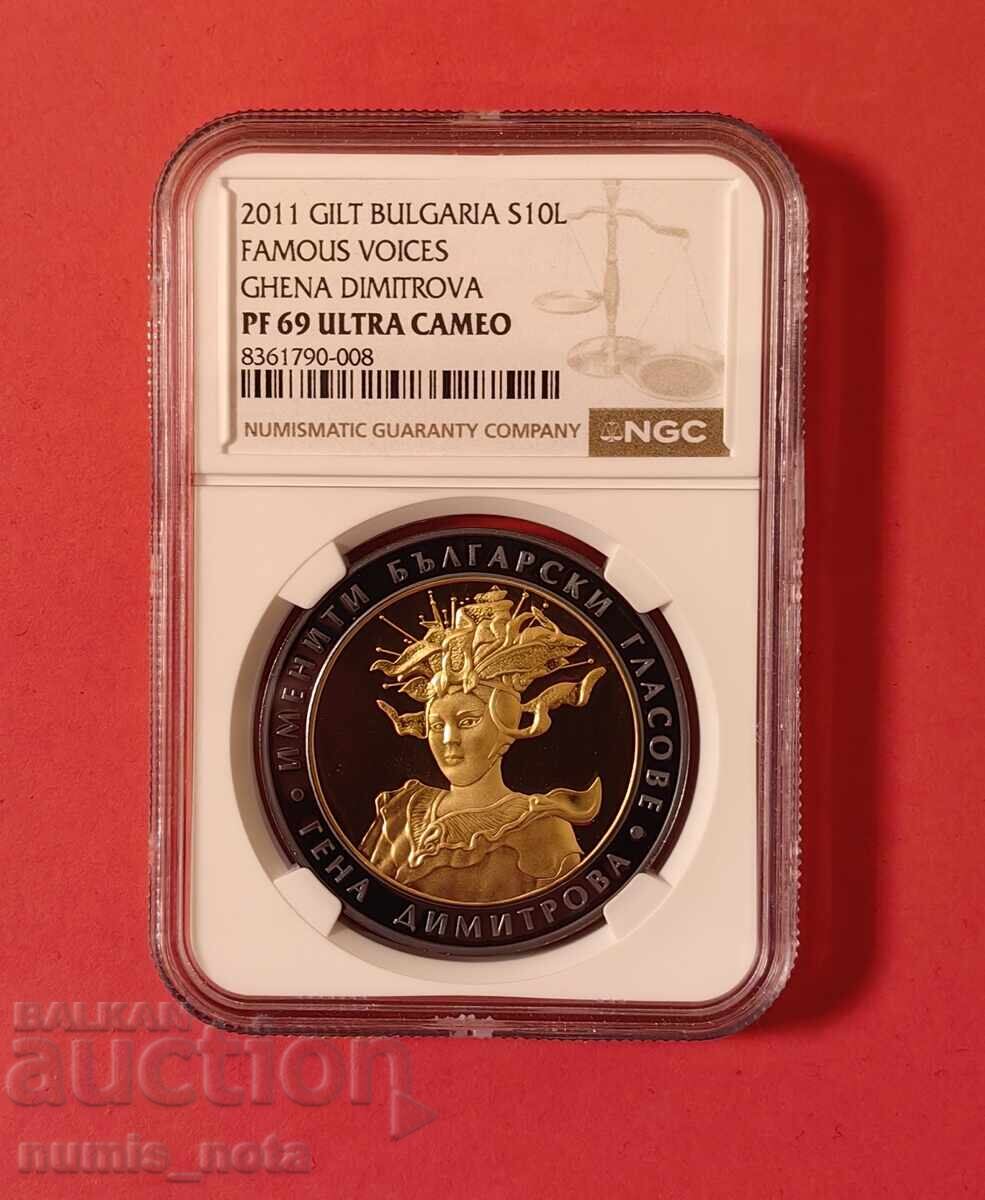 2011 GILT BULGARIA S10L
FAMOUS VOICES
GHENA DIMITROVA
PF 69 ULTRA CAMEO
8361790-008
NUMISMATIC GUARANTY COMPANY
NGC
• ИМЕНИТИ БЪЛГАРСКИ ГЛАСОВЕ •
ГЕНА ДИМИТРОВА
BALKAN
auction
numis_nota